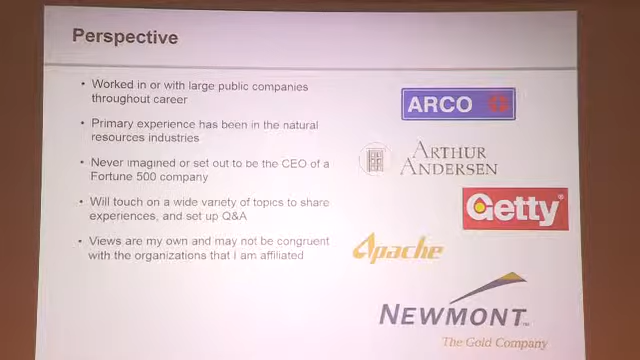 Perspective
• Worked in or with large public companies
throughout career
• Primary experience has been in the natural
resources industries
• Never imagined or set out to be the CEO of a
Fortune 500 company
• Will touch on a wide variety of topics to share
experiences, and set up Q&A
• Views are my own and may not be congruent
with the organizations that I am affiliated
ARCO
ARTHUR
ANDERSEN
Getty
Apache
NEWMONT™
The Gold Company